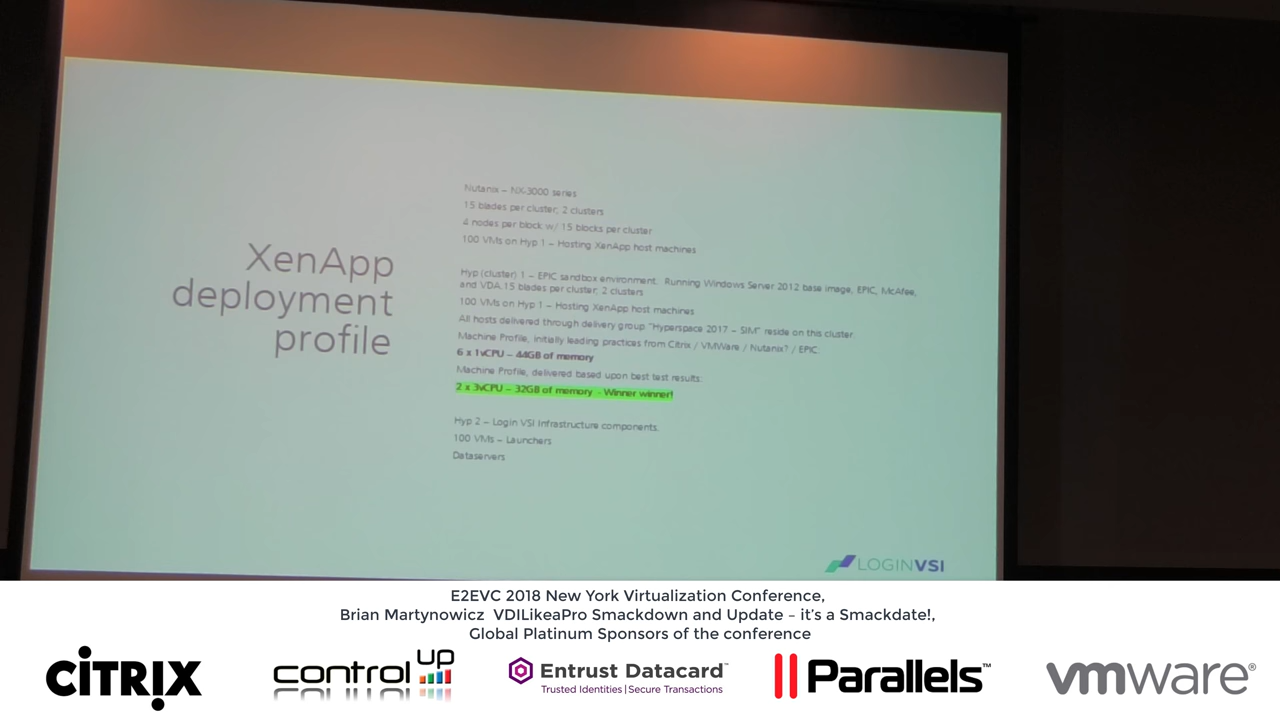 XenApp
deployment
profile
Nutanix – NX-3000 series
15 blades per cluster; 2 clusters
4 nodes per block w/ 15 blocks per cluster
100 VMs on Hyp 1 – Hosting XenApp host machines
Hyp (cluster) 1 – EPIC sandbox environment. Running Windows Server 2012 base image, EPIC, McAfee,
and VDA.15 blades per cluster; 2 clusters
100 VMs on Hyp 1 – Hosting XenApp host machines
All hosts delivered through delivery group "Hyperspace 2017 – SIM" reside on this cluster.
Machine Profile, initially leading practices from Citrix / VMWare / Nutanix? / EPIC:
6 x 1vCPU – 44GB of memory
Machine Profile, delivered based upon best test results:
2 x 3vCPU – 32GB of memory - Winner winner!
Hyp 2 – Login VSI Infrastructure components.
100 VMs – Launchers
Dataservers
LOGINVSI
E2EVC 2018 New York Virtualization Conference,
Brian Martynowicz VDILikeaPro Smackdown and Update – it's a Smackdate!,
Global Platinum Sponsors of the conference
CiTRIX
control UP
Entrust Datacard™
Trusted Identities | Secure Transactions
Parallels™
vmware®